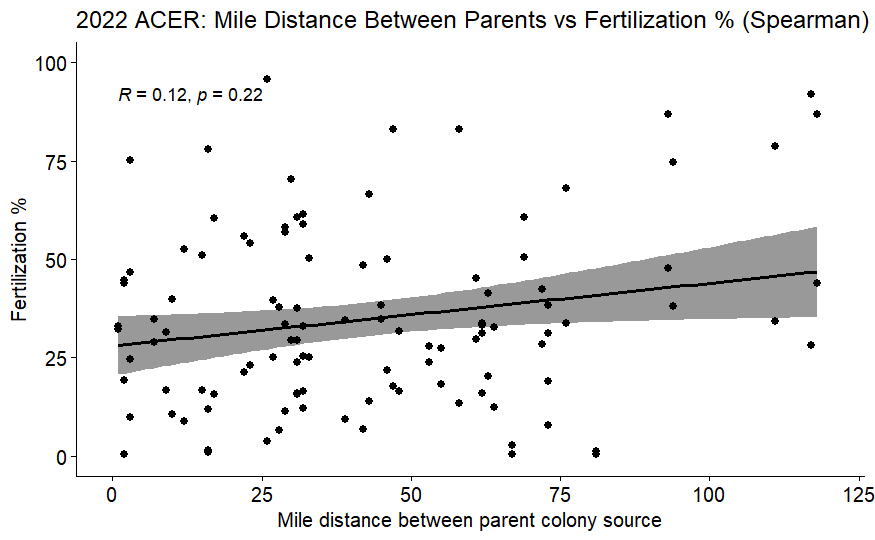 2022 ACER: Mile Distance Between Parents vs Fertilization % (Spearman)
R = 0.12, p = 0.22
Fertilization %
100
75
50
25
0
0 25 50 75 100 125
Mile distance between parent colony source